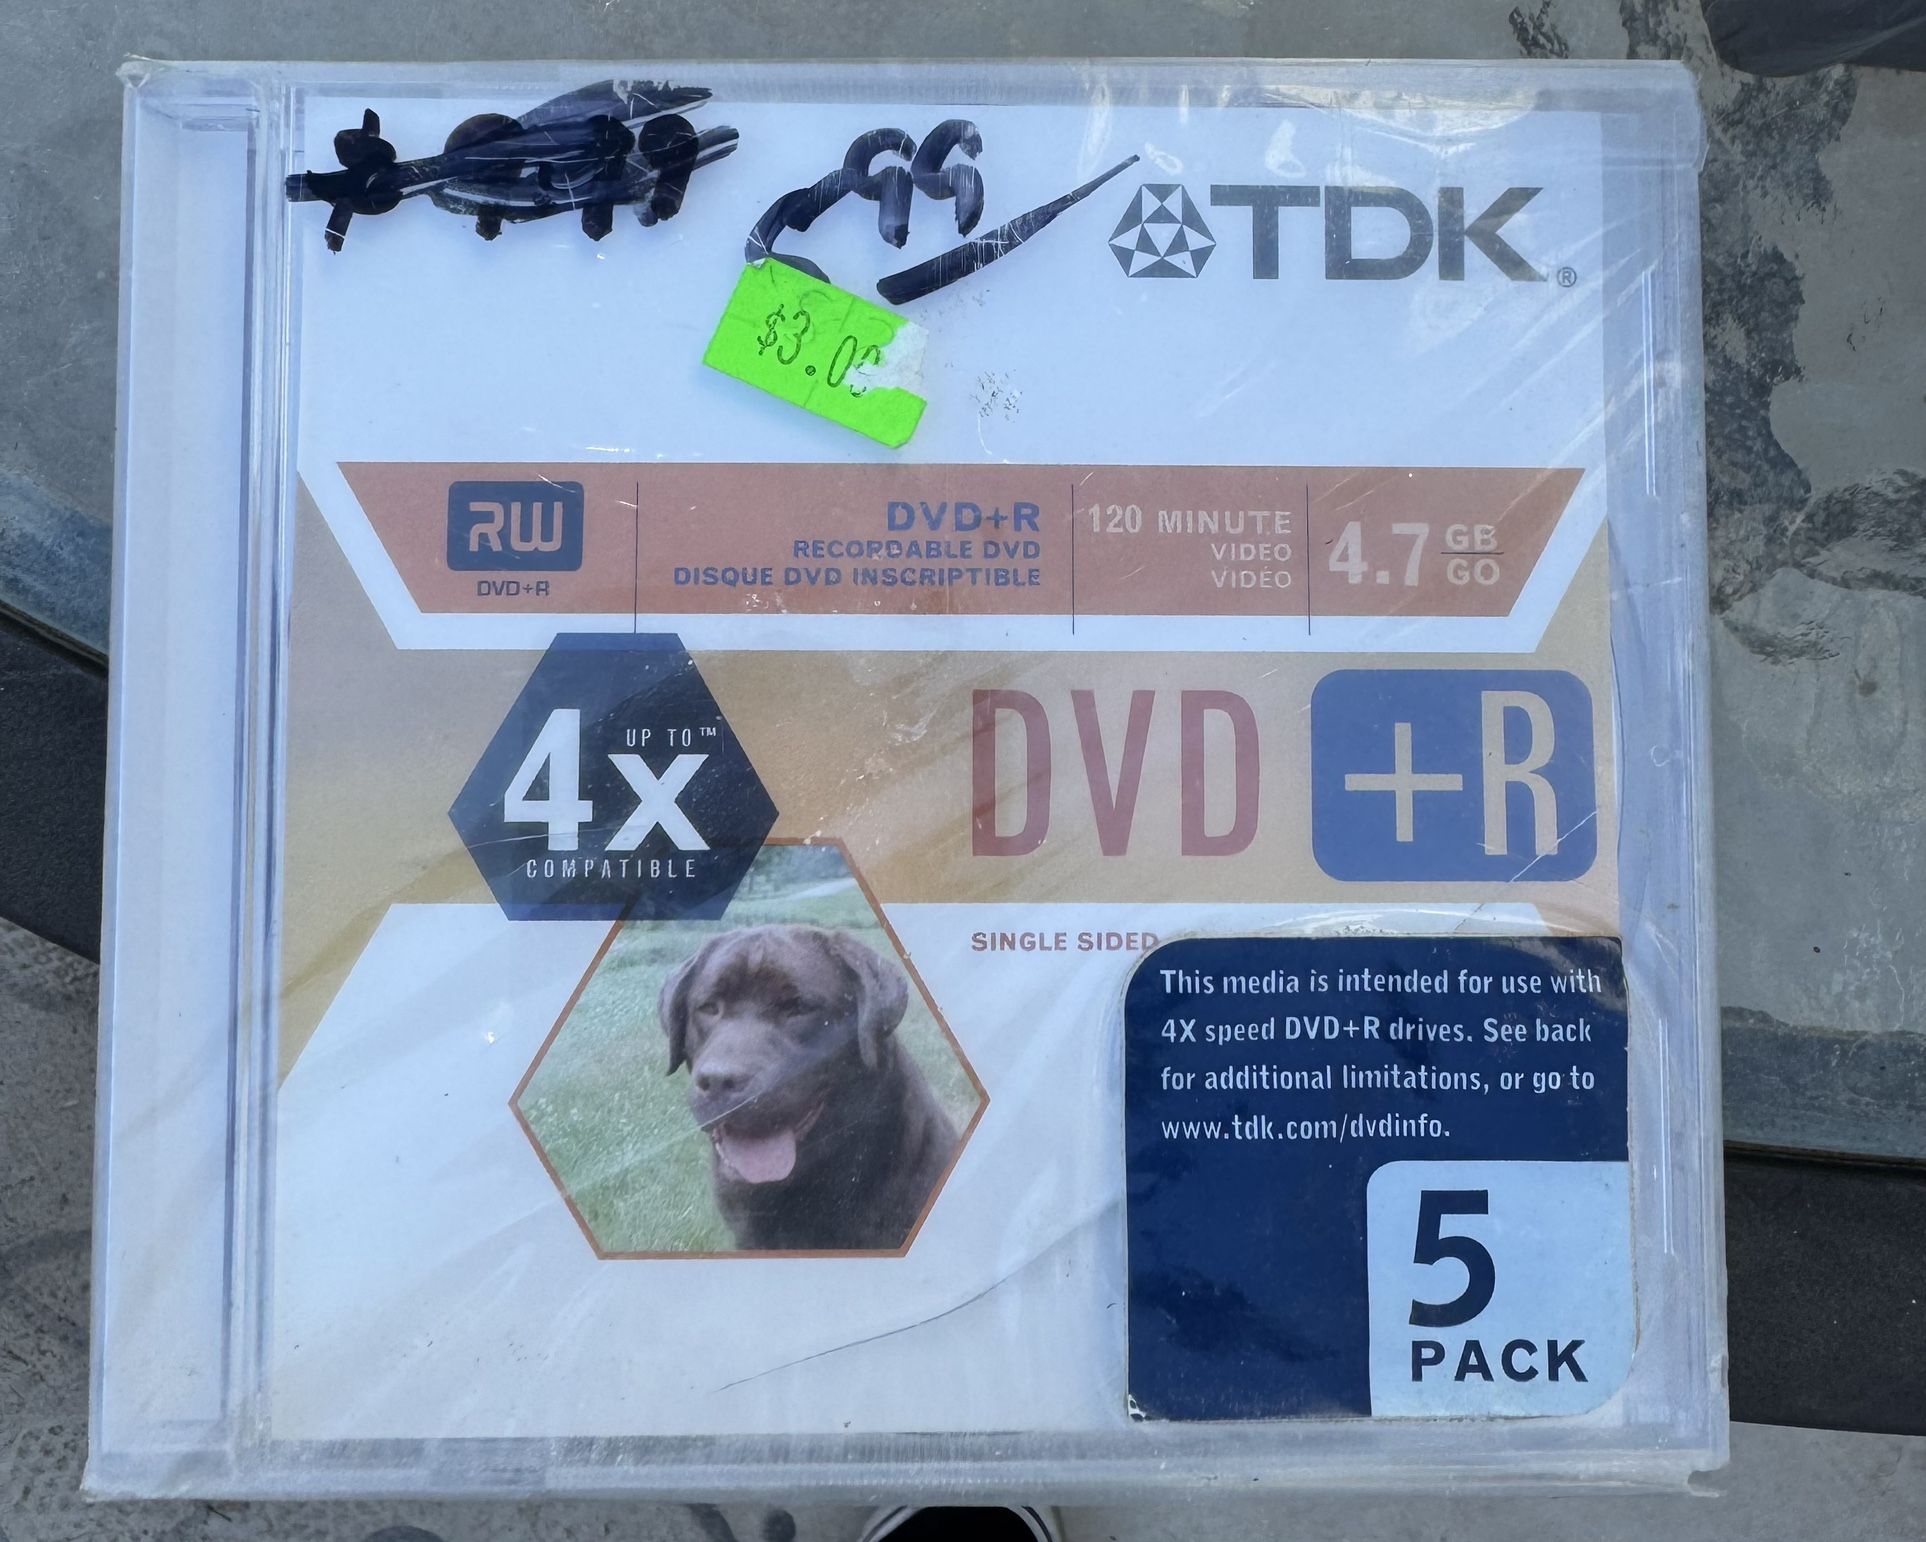 99
TDK®
$3.0
RW
DVD+R
DVD+R
RECORDABLE DVD
DISQUE DVD INSCRIPTIBLE
120 MINUTE
VIDEO
VIDÉO
4.7 GB
GO
4X
UP TO™
COMPATIBLE
DVD+R
SINGLE SIDED
This media is intended for use with
4X speed DVD+R drives. See back
for additional limitations, or go to
www.tdk.com/dvdinfo.
5
PACK